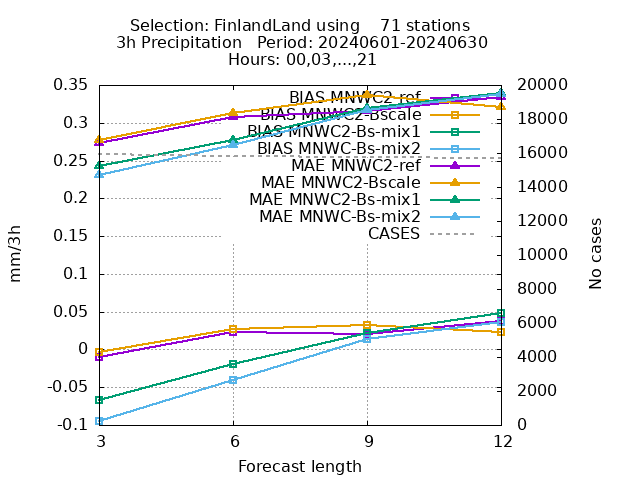 Selection: FinlandLand using 71 stations
3h Precipitation Period: 20240601-20240630
Hours: 00,03,...,21
0.35
0.3
0.25
0.2
0.15
0.1
0.05
0
-0.05
-0.1
mm/3h
BIAS MNWC2-ref
BIAS MNWC2-Bscale
BIAS MNWC2-Bs-mix1
BIAS MNWC-Bs-mix2
MAE MNWC2-ref
MAE MNWC2-Bscale
MAE MNWC2-Bs-mix1
MAE MNWC-Bs-mix2
CASES
20000
18000
16000
14000
12000
10000
8000
6000
4000
2000
0
No cases
3 6 9 12
Forecast length